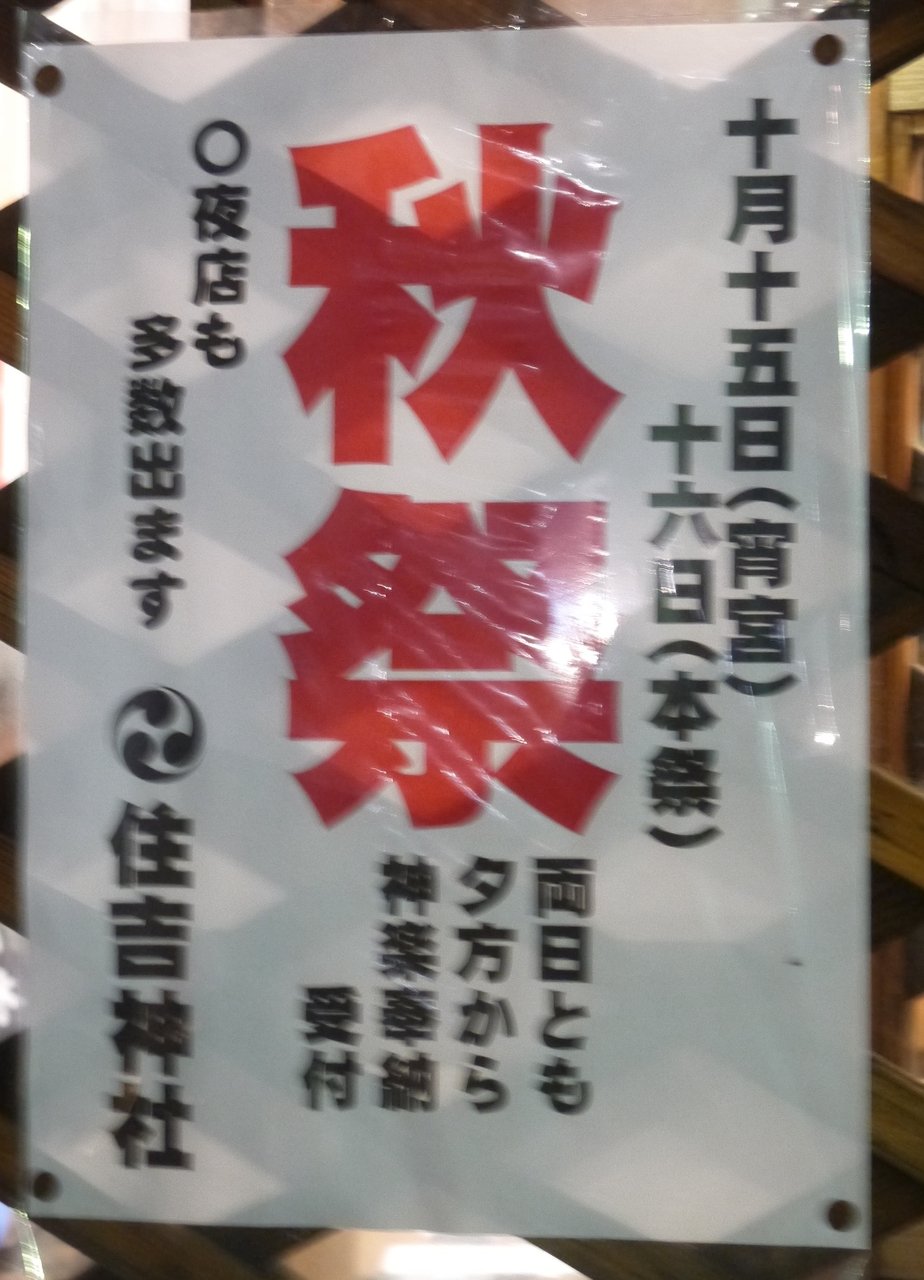 十月十五日(宵宮)
十六日(本祭)
秋祭
両日とも
夕方から
神楽奉納
受付
〇夜店も
多数出ます
住吉神社